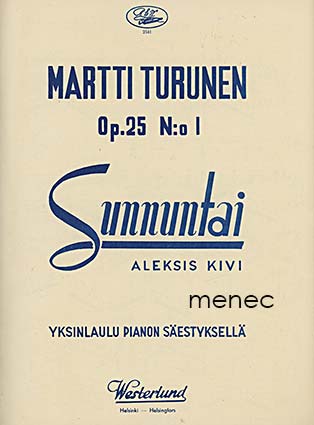 2561
MARTTI TURUNEN
Op.25 N:o 1
Sunnuntai
ALEKSIS KIVI
menec
YKSINLAULU PIANON SÄESTYKSELLÄ
Westerlund
Helsinki — Helsingfors